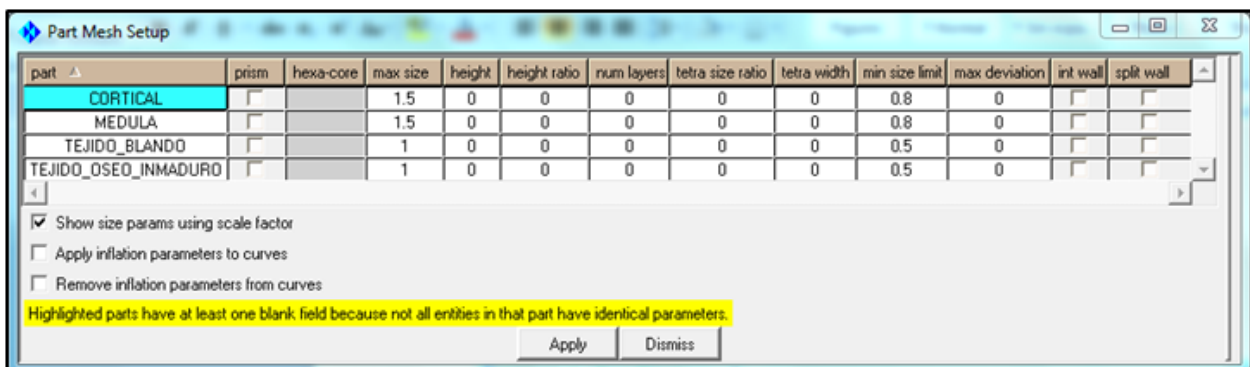 Part Mesh Setup
part prism hexa-core max size height height ratio num layers tetra size ratio tetra width min size limit max deviation int wall split wall
CORTICAL 1.5 0 0 0 0 0 0.8 0
MEDULA 1.5 0 0 0 0 0 0.8 0
TEJIDO_BLANDO 1 0 0 0 0 0 0.5 0
TEJIDO_OSEO_INMADURO 1 0 0 0 0 0 0.5 0
Show size params using scale factor
Apply inflation parameters to curves
Remove inflation parameters from curves
Highlighted parts have at least one blank field because not all entities in that part have identical parameters.
Apply Dismiss